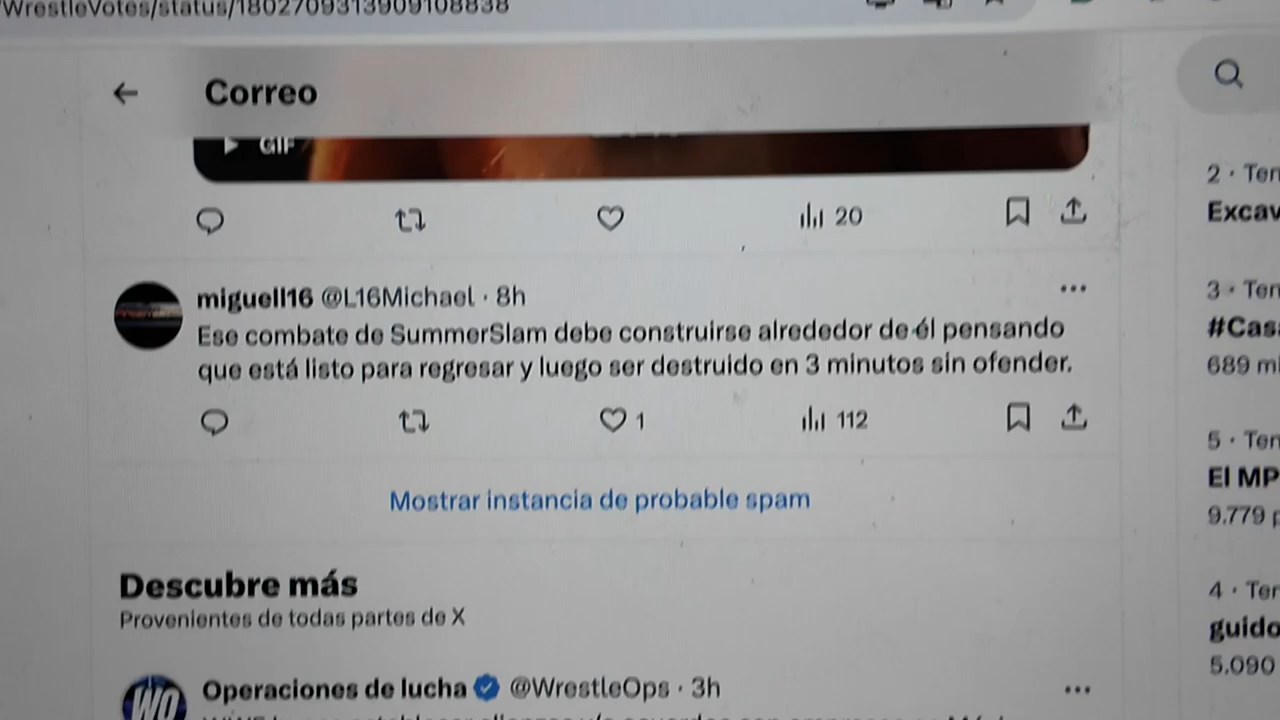 WrestleVotes/status/1802709313909108838
Correo
GIF
20
2 · Ten
Excav
miguell16 @L16Michael · 8h
Ese combate de SummerSlam debe construirse alrededor de él pensando
que está listo para regresar y luego ser destruido en 3 minutos sin ofender.
3 · Ten
#Casa
689 mi
1
112
5 · Ten
El MP
9.779 p
Mostrar instancia de probable spam
Descubre más
Provenientes de todas partes de X
4 · Ten
guido
5.090
WO
Operaciones de lucha @WrestleOps · 3h